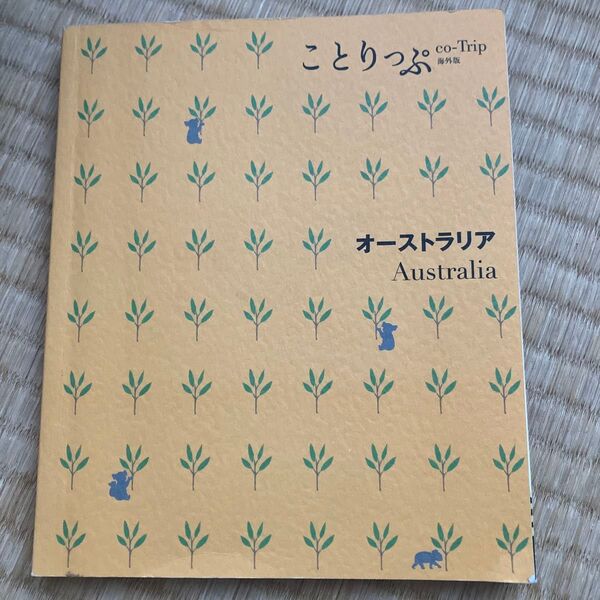 ことりっぷ co-Trip
海外版
オーストラリア
Australia